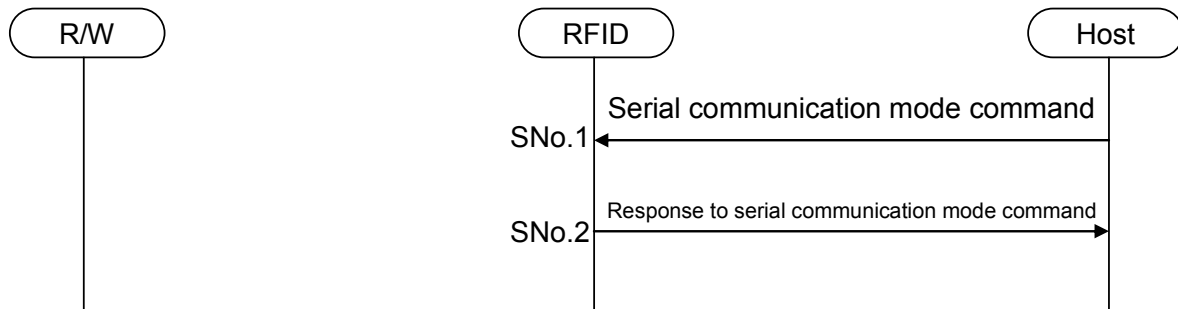 R/W
RFID
Host
Serial communication mode command
SNo.1
Response to serial communication mode command
SNo.2